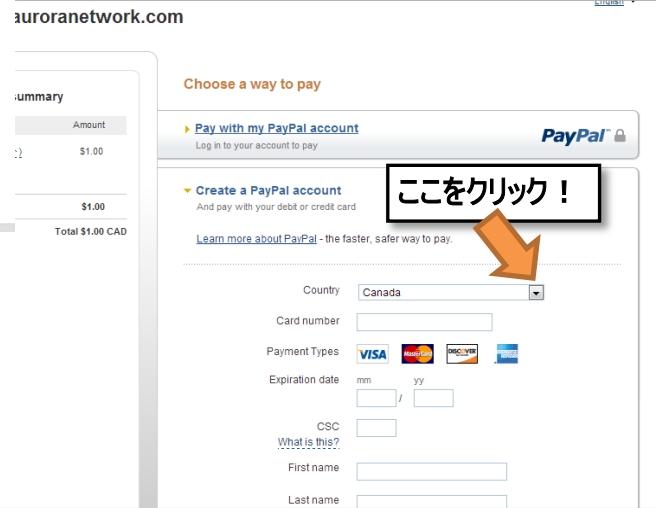 English
auroranetwork.com
Choose a way to pay
summary
Amount
$1.00
$1.00
Total $1.00 CAD
Pay with my PayPal account
Log in to your account to pay
PayPal
Create a PayPal account
And pay with your debit or credit card
ここをクリック！
Learn more about PayPal - the faster, safer way to pay.
Country Canada
Card number
Payment Types VISA MasterCard DISCOVER
Expiration date mm yy
/
CSC
What is this?
First name
Last name